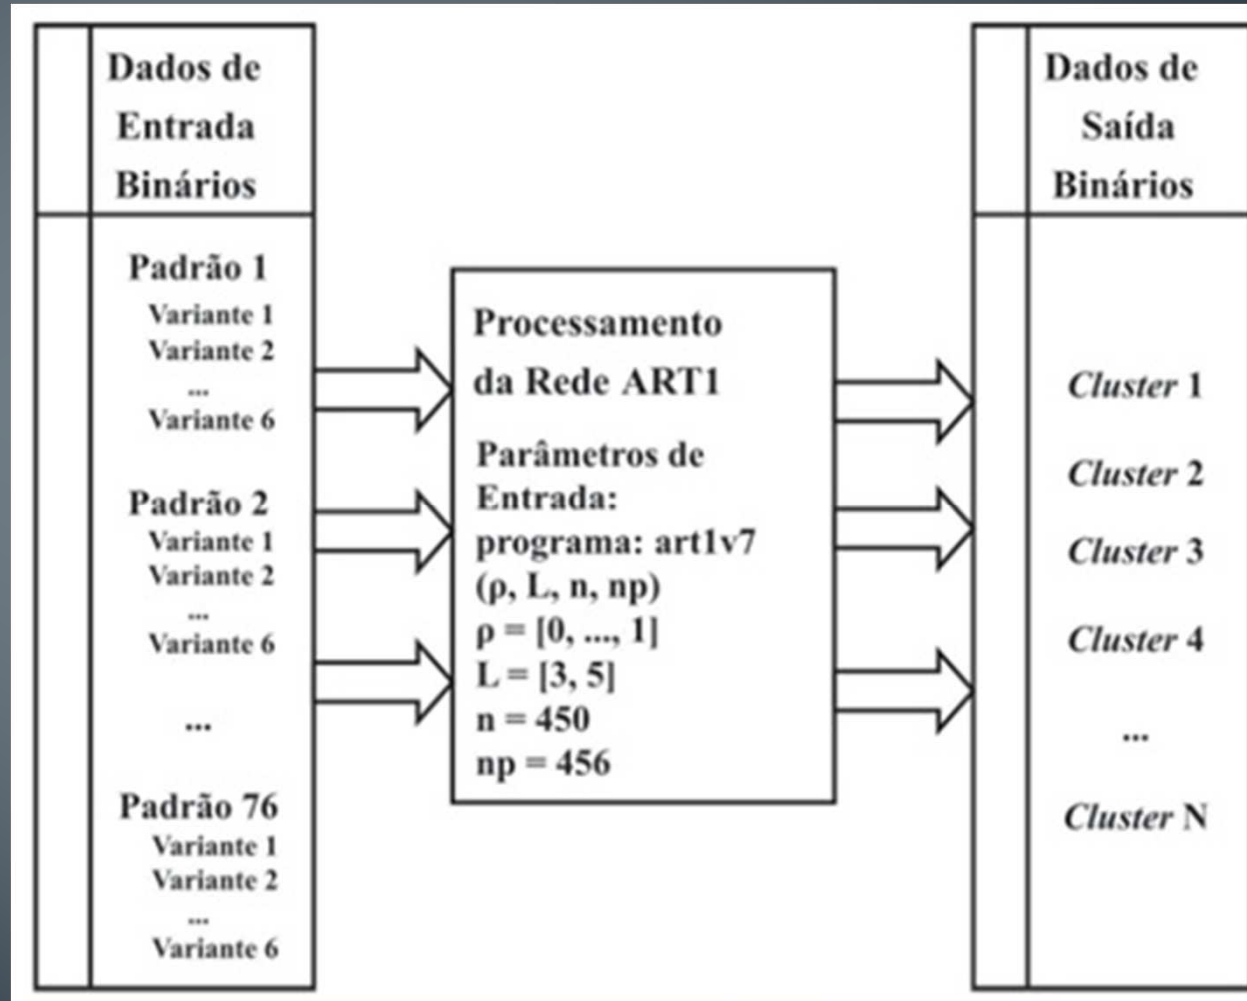 Dados de
Entrada
Binários
Padrão 1
Variante 1
Variante 2
...
Variante 6
Padrão 2
Variante 1
Variante 2
...
Variante 6
...
Padrão 76
Variante 1
Variante 2
...
Variante 6
Processamento
da Rede ART1
Parâmetros de
Entrada:
programa: art1v7
(ρ, L, n, np)
ρ = [0, ..., 1]
L = [3, 5]
n = 450
np = 456
Dados de
Saída
Binários
Cluster 1
Cluster 2
Cluster 3
Cluster 4
...
Cluster N